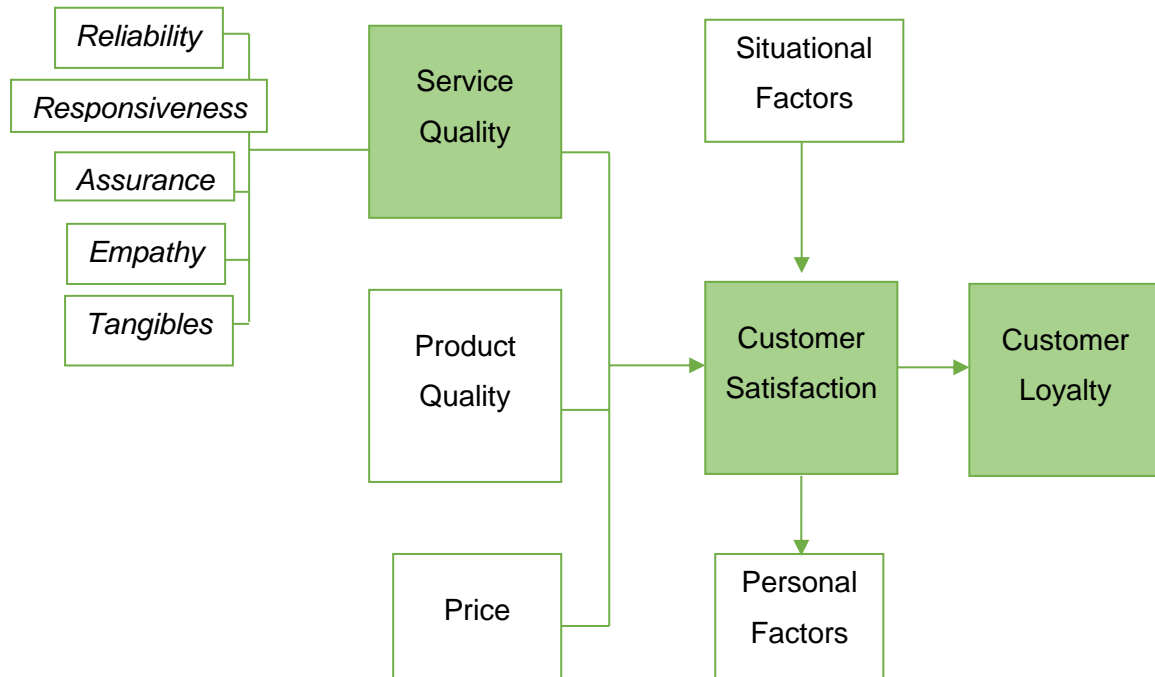 Reliability
Responsiveness
Assurance
Empathy
Tangibles
Service
Quality
Product
Quality
Price
Situational
Factors
Customer
Satisfaction
Personal
Factors
Customer
Loyalty